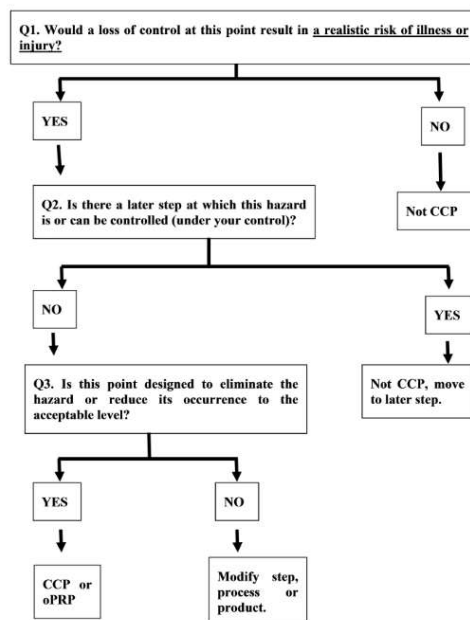 Q1. Would a loss of control at this point result in a realistic risk of illness or
injury?
YES
NO
Q2. Is there a later step at which this hazard
is or can be controlled (under your control)?
Not CCP
NO
YES
Q3. Is this point designed to eliminate the
hazard or reduce its occurrence to the
acceptable level?
Not CCP, move
to later step.
YES
NO
CCP or
oPRP
Modify step,
process or
product.